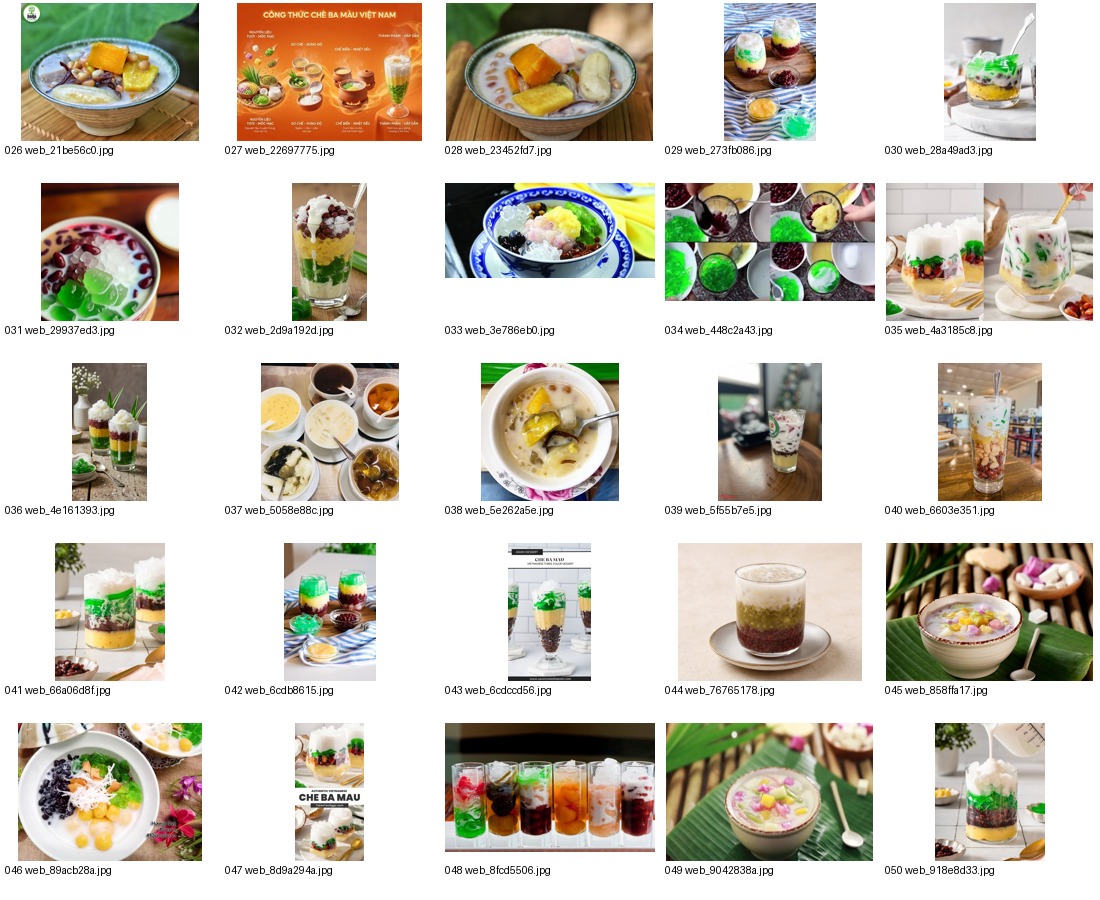 CÔNG THỨC CHÈ BA MÀU VIỆT NAM
026 web_21be56c0.jpg
027 web_22697775.jpg
028 web_23452fd7.jpg
029 web_273fb086.jpg
030 web_28a49ad3.jpg
031 web_29937ed3.jpg
032 web_2d9a192d.jpg
033 web_3e786eb0.jpg
034 web_448c2a43.jpg
035 web_4a3185c8.jpg
036 web_4e161393.jpg
037 web_5058e88c.jpg
038 web_5e262a5e.jpg
039 web_5f55b7e5.jpg
040 web_6603e351.jpg
CHE BA MAU
041 web_66a06d8f.jpg
042 web_6cdb8615.jpg
043 web_6cdccd56.jpg
044 web_76765178.jpg
045 web_858ffa17.jpg
CHE BA MAU
046 web_89acb28a.jpg
047 web_8d9a294a.jpg
048 web_8fcd5506.jpg
049 web_9042838a.jpg
050 web_918e8d33.jpg